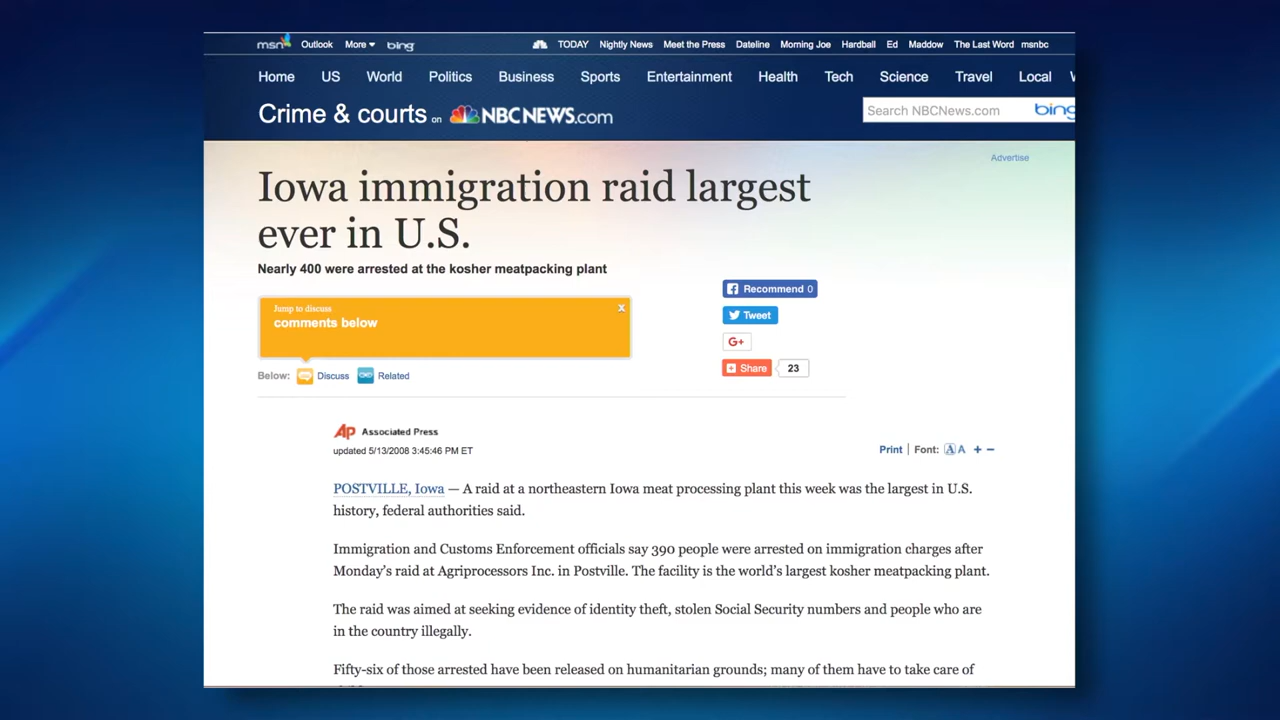 msn Outlook More bing TODAY Nightly News Meet the Press Dateline Morning Joe Hardball Ed Maddow The Last Word msnbc
Home US World Politics Business Sports Entertainment Health Tech Science Travel Local
Crime & courts on NBCNEWS.com
Search NBCNews.com bing
Advertise
Iowa immigration raid largest
ever in U.S.
Nearly 400 were arrested at the kosher meatpacking plant
Recommend 0
Jump to discuss
x
comments below
Tweet
G+
Share 23
Below: Discuss Related
AP Associated Press
updated 5/13/2008 3:45:46 PM ET
Print | Font: A A + −
POSTVILLE, Iowa — A raid at a northeastern Iowa meat processing plant this week was the largest in U.S.
history, federal authorities said.
Immigration and Customs Enforcement officials say 390 people were arrested on immigration charges after
Monday's raid at Agriprocessors Inc. in Postville. The facility is the world's largest kosher meatpacking plant.
The raid was aimed at seeking evidence of identity theft, stolen Social Security numbers and people who are
in the country illegally.
Fifty-six of those arrested have been released on humanitarian grounds; many of them have to take care of